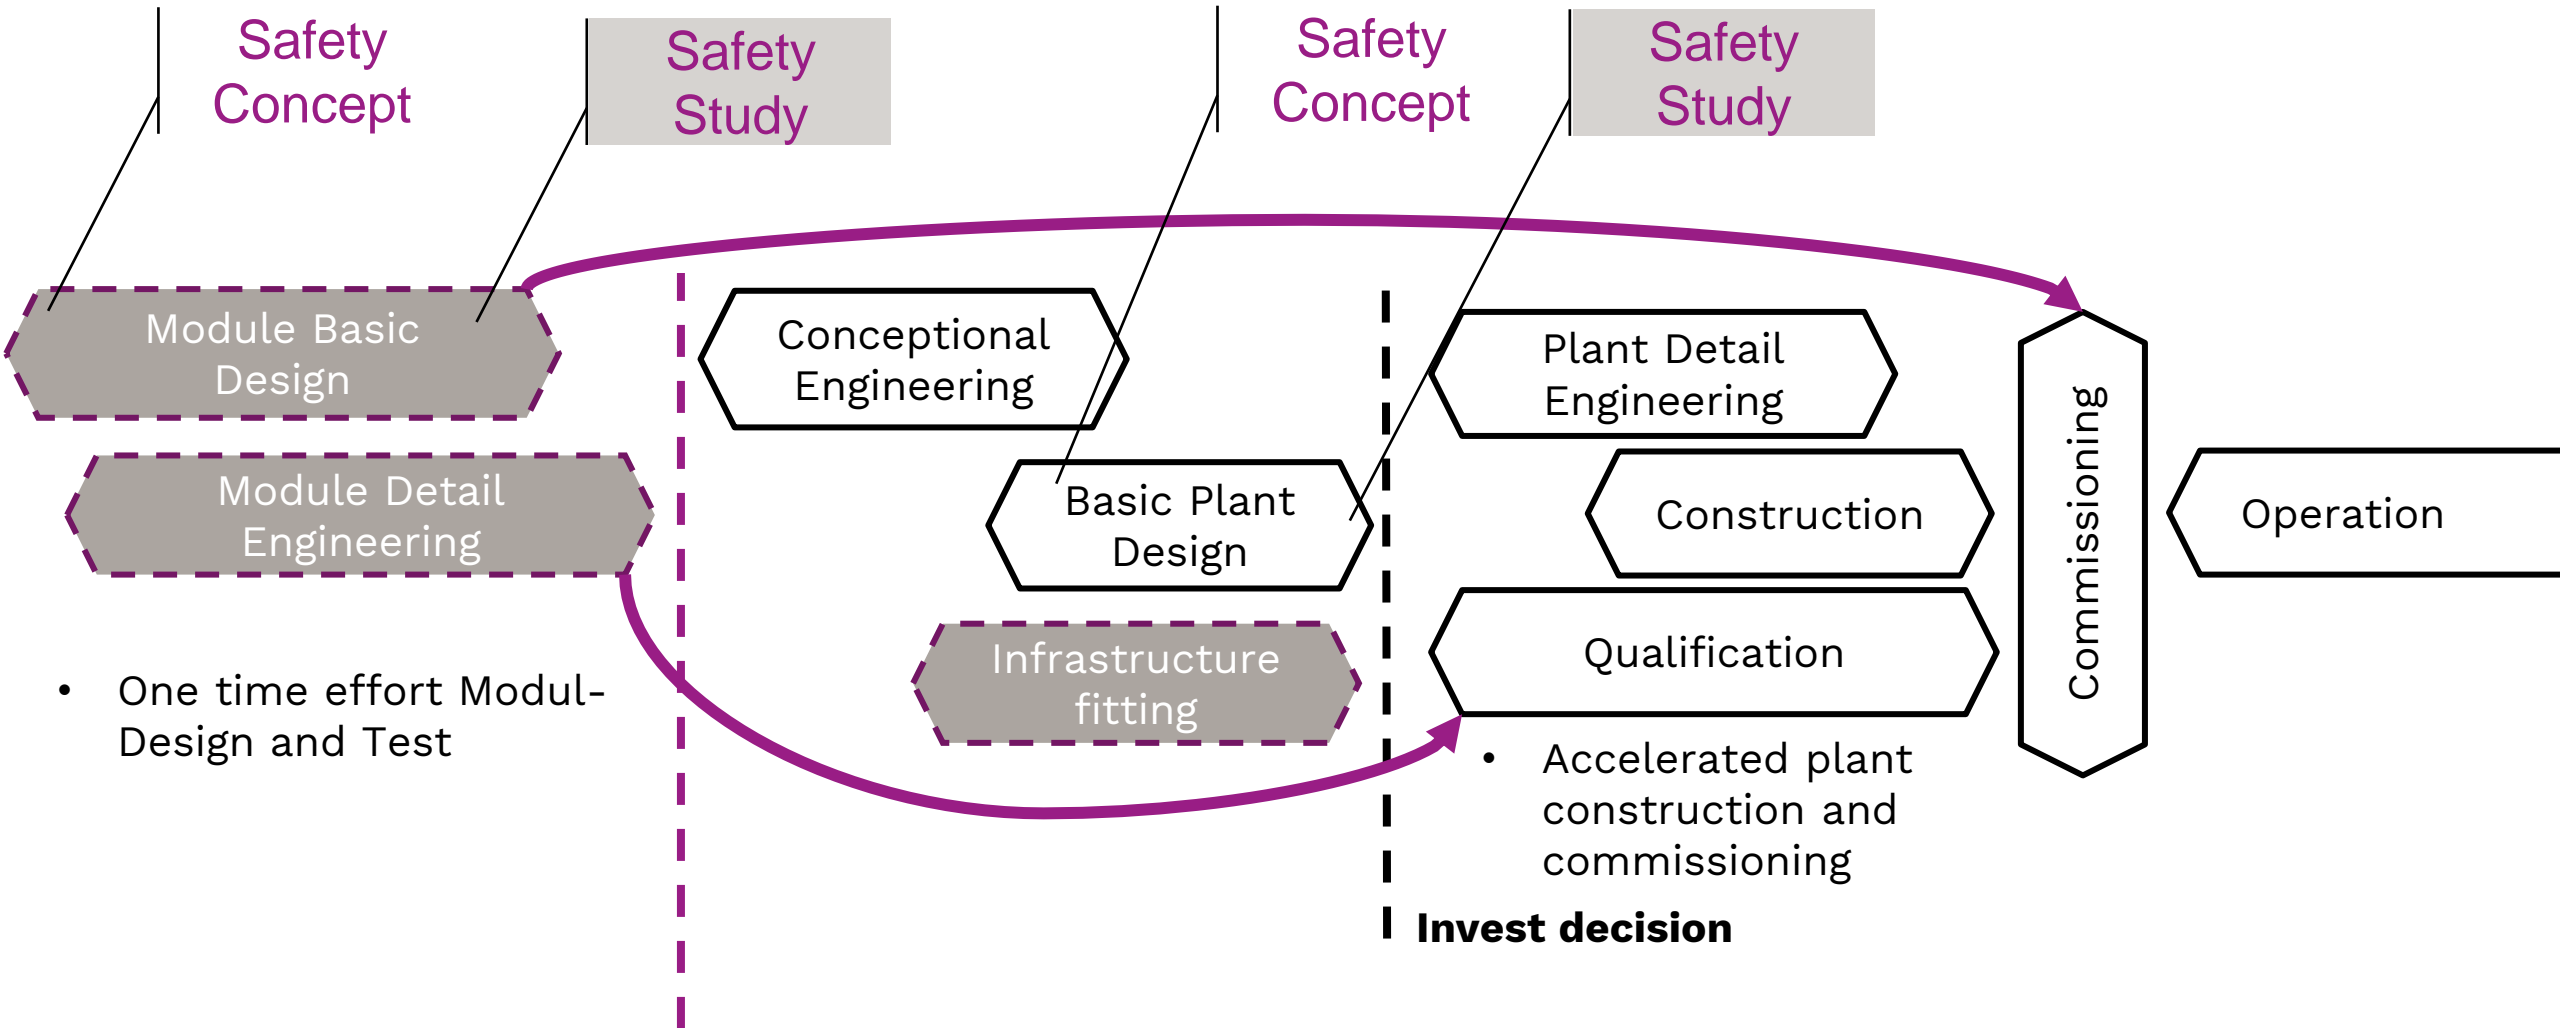 Safety
Concept
Safety
Study
Safety
Concept
Safety
Study
Module Basic
Design
Conceptional
Engineering
Plant Detail
Engineering
Module Detail
Engineering
Basic Plant
Design
Construction
Commissioning
Operation
Infrastructure
fitting
Qualification
• One time effort Modul-
Design and Test
• Accelerated plant
construction and
commissioning
Invest decision